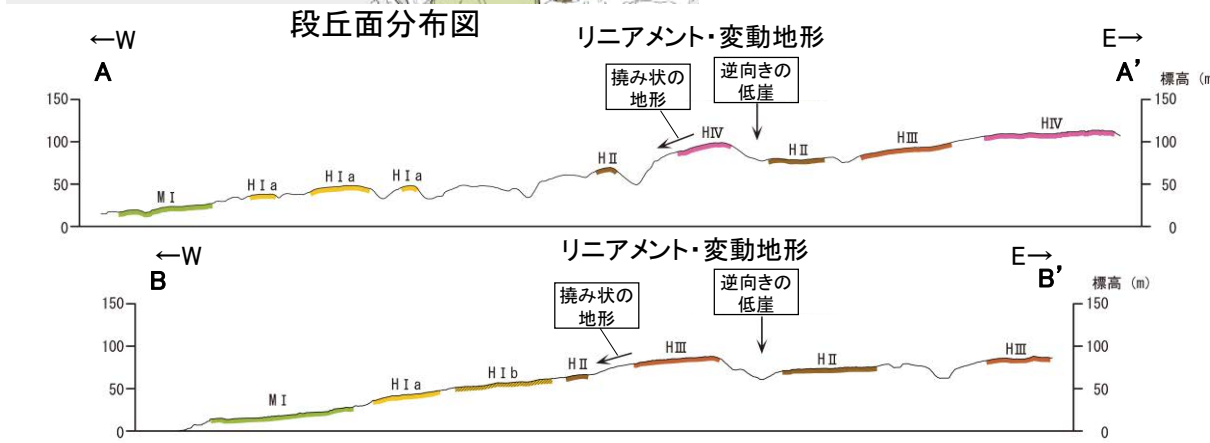 段丘面分布図
←W
リニアメント・変動地形
E→
A
A’
撓み状の
地形
逆向きの
低崖
標高（m
150
100
50
0
MⅠ
HⅠa
HⅠa
HⅠa
HⅡ
HⅣ
HⅡ
HⅢ
HⅣ
150
100
50
0
←W
リニアメント・変動地形
E→
B
B’
撓み状の
地形
逆向きの
低崖
標高（m）
150
100
50
0
MⅠ
HⅠa
HⅠb
HⅡ
HⅢ
HⅡ
HⅢ
150
100
50
0